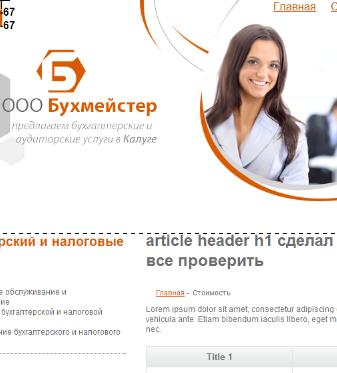 -67
-67
Главная
ООО Бухмейстер
предлагаем бухгалтерские и
аудиторские услуги в Калуге
рский и налоговые
article header h1 сделал
все проверить
е обслуживание и
ие
бухгалтерской и налоговой
ние бухгалтерского и налогового
Главная - Стоимость
Lorem ipsum dolor sit amet, consectetur adipiscing
vehicula ante. Etiam bibendum iaculis libero, eget m
nec.
Title 1